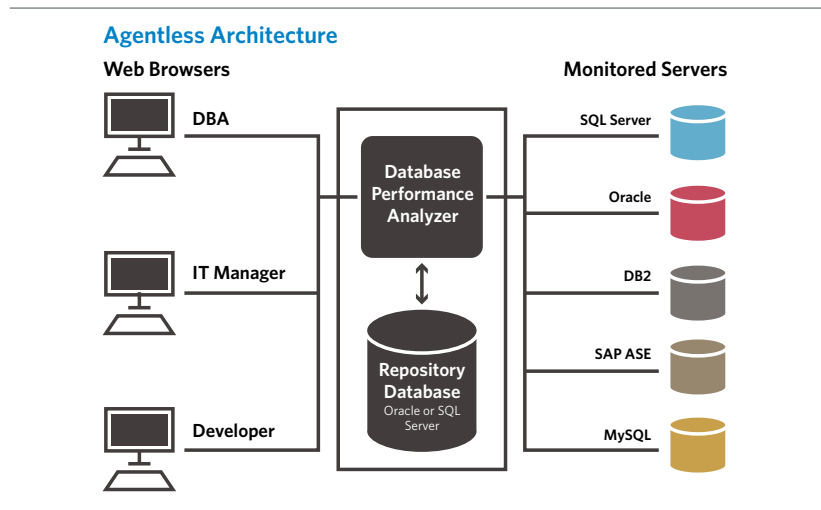 Agentless Architecture
Web Browsers
Monitored Servers
DBA
IT Manager
Developer
Database
Performance
Analyzer
Repository
Database
Oracle or SQL
Server
SQL Server
Oracle
DB2
SAP ASE
MySQL